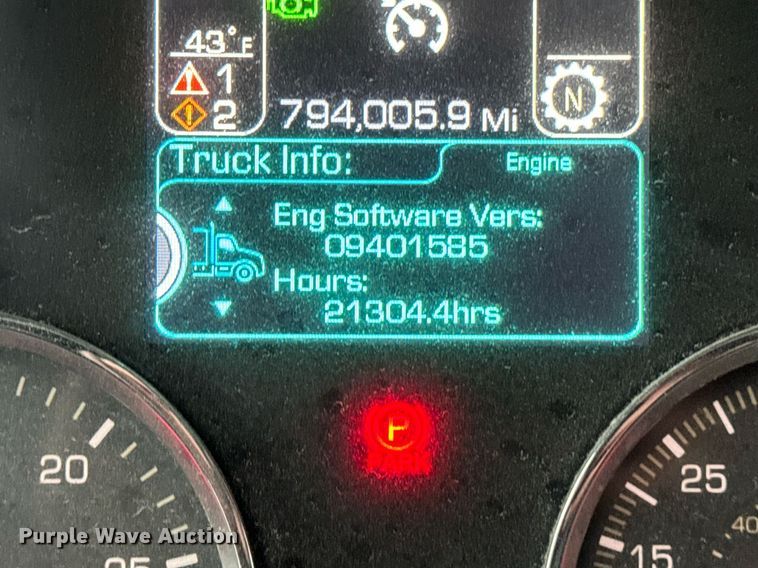 43°F
1
2
794,005.9 Mi
N
Truck Info:
Engine
Eng Software Vers:
09401585
Hours:
21304.4hrs
P
20
25
15
40
Purple Wave Auction